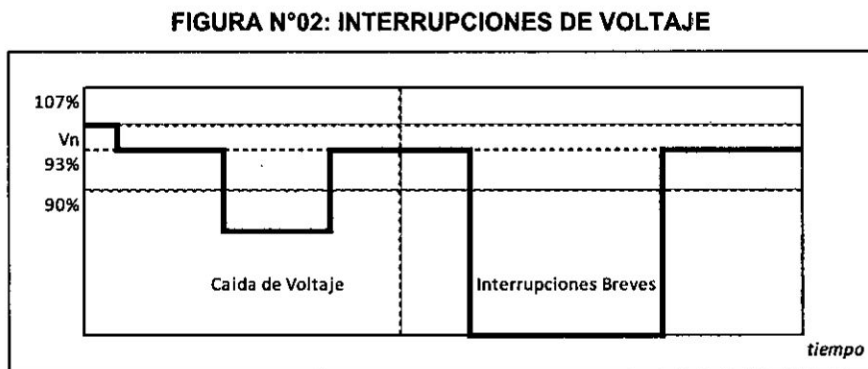 FIGURA N°02: INTERRUPCIONES DE VOLTAJE
107%
Vn
93%
90%
Caida de Voltaje
Interrupciones Breves
tiempo